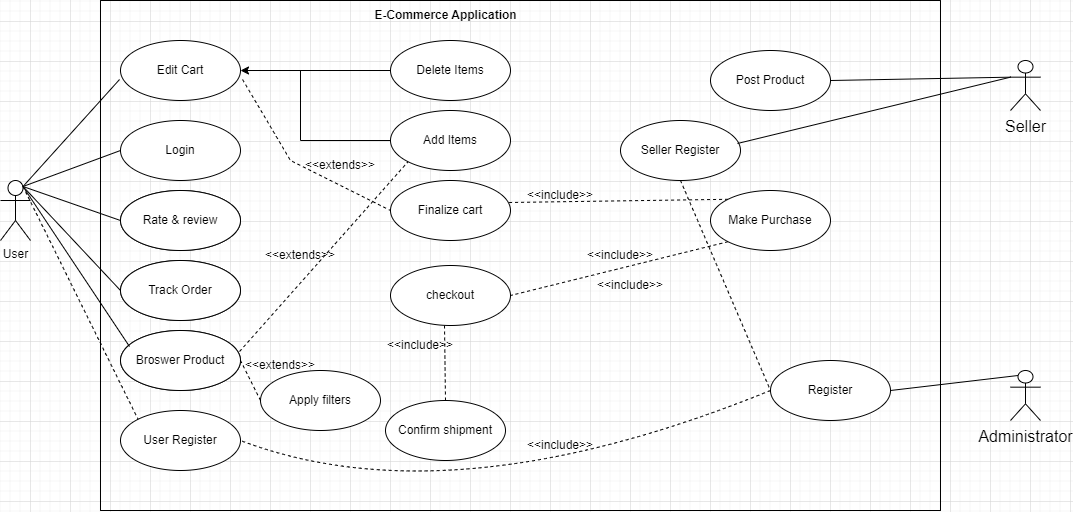 E-Commerce Application
Edit Cart
Delete Items
Post Product
Add Items
Seller
Login
Seller Register
<<extends>>
<<include>>
Rate & review
Finalize cart
Make Purchase
User
<<extends>>
<<include>>
<<include>>
Track Order
checkout
<<include>>
Broswer Product
<<extends>>
Apply filters
Register
Confirm shipment
User Register
<<include>>
Administrator